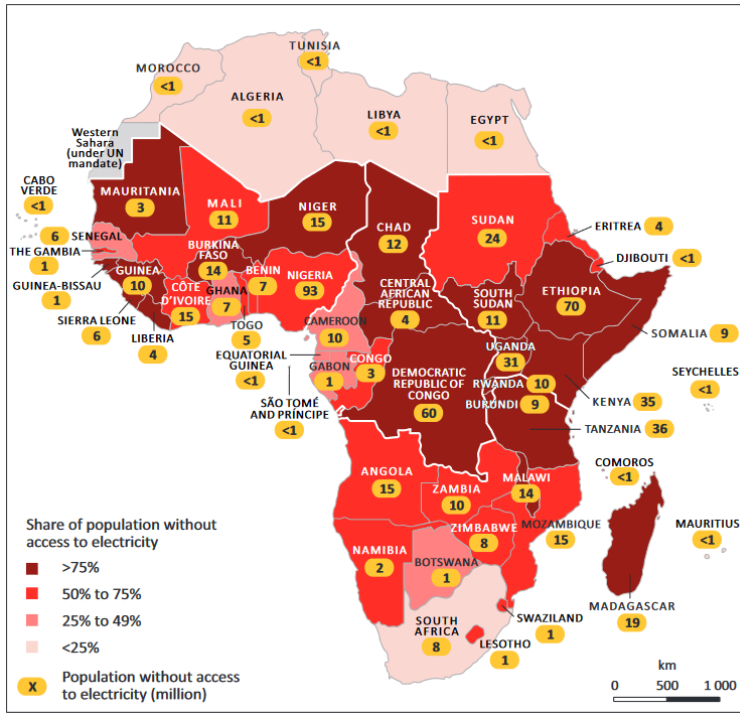 TUNISIA
<1
MOROCCO
<1
ALGERIA
<1
LIBYA
<1
EGYPT
<1
Western
Sahara
(under UN
mandate)
CABO
VERDE
<1
MAURITANIA
3
MALI
11
NIGER
15
CHAD
12
SUDAN
24
ERITREA 4
DJIBOUTI <1
6 SENEGAL
THE GAMBIA
1
GUINEA-BISSAU
1
GUINEA
10
SIERRA LEONE
6
LIBERIA
4
CÔTE
D'IVOIRE
15
BURKINA
FASO
14
GHANA
7
TOGO
5
BENIN
7
NIGERIA
93
CAMEROON
10
EQUATORIAL
GUINEA
<1
SÃO TOMÉ
AND PRÍNCIPE
<1
GABON
1
CONGO
3
CENTRAL
AFRICAN
REPUBLIC
4
SOUTH
SUDAN
11
ETHIOPIA
70
SOMALIA 9
DEMOCRATIC
REPUBLIC OF
CONGO
60
UGANDA
31
RWANDA 10
BURUNDI 9
KENYA 35
TANZANIA 36
SEYCHELLES
<1
COMOROS
<1
ANGOLA
15
ZAMBIA
10
MALAWI
14
MOZAMBIQUE
15
ZIMBABWE
8
NAMIBIA
2
BOTSWANA
1
MAURITIUS
<1
MADAGASCAR
19
SOUTH
AFRICA
8
SWAZILAND
1
LESOTHO
1
Share of population without
access to electricity
>75%
50% to 75%
25% to 49%
<25%
X Population without access
to electricity (million)
km
0 500 1 000